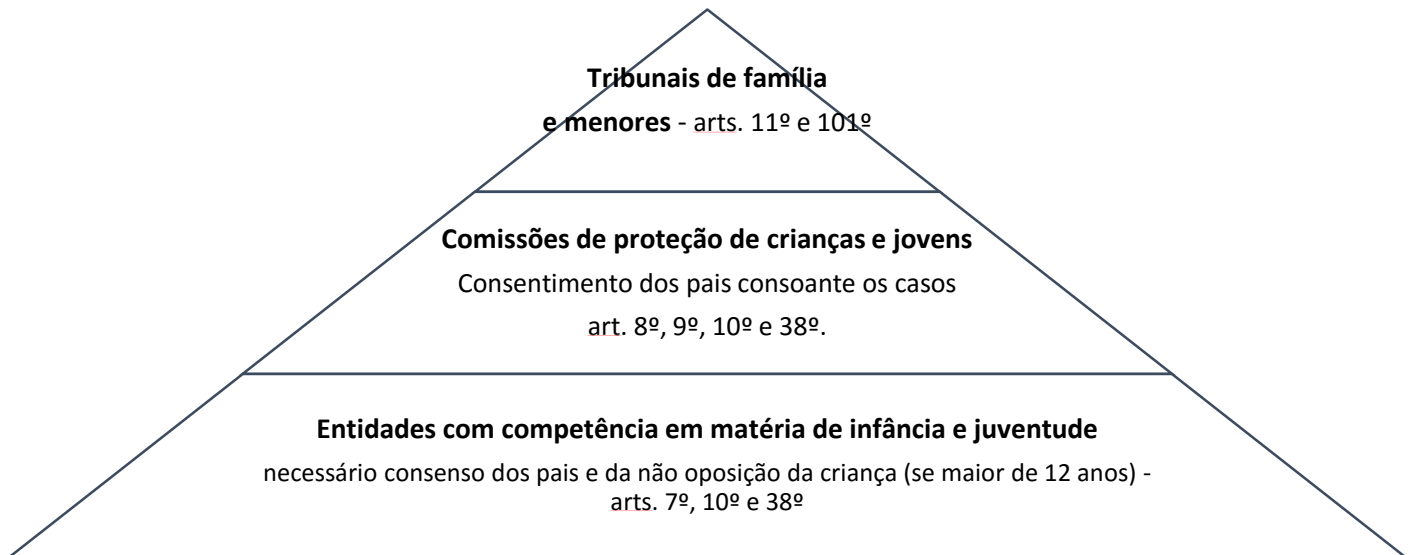 Tribunais de família
e menores - arts. 11º e 101º
Comissões de proteção de crianças e jovens
Consentimento dos pais consoante os casos
art. 8º, 9º, 10º e 38º.
Entidades com competência em matéria de infância e juventude
necessário consenso dos pais e da não oposição da criança (se maior de 12 anos) -
arts. 7º, 10º e 38º